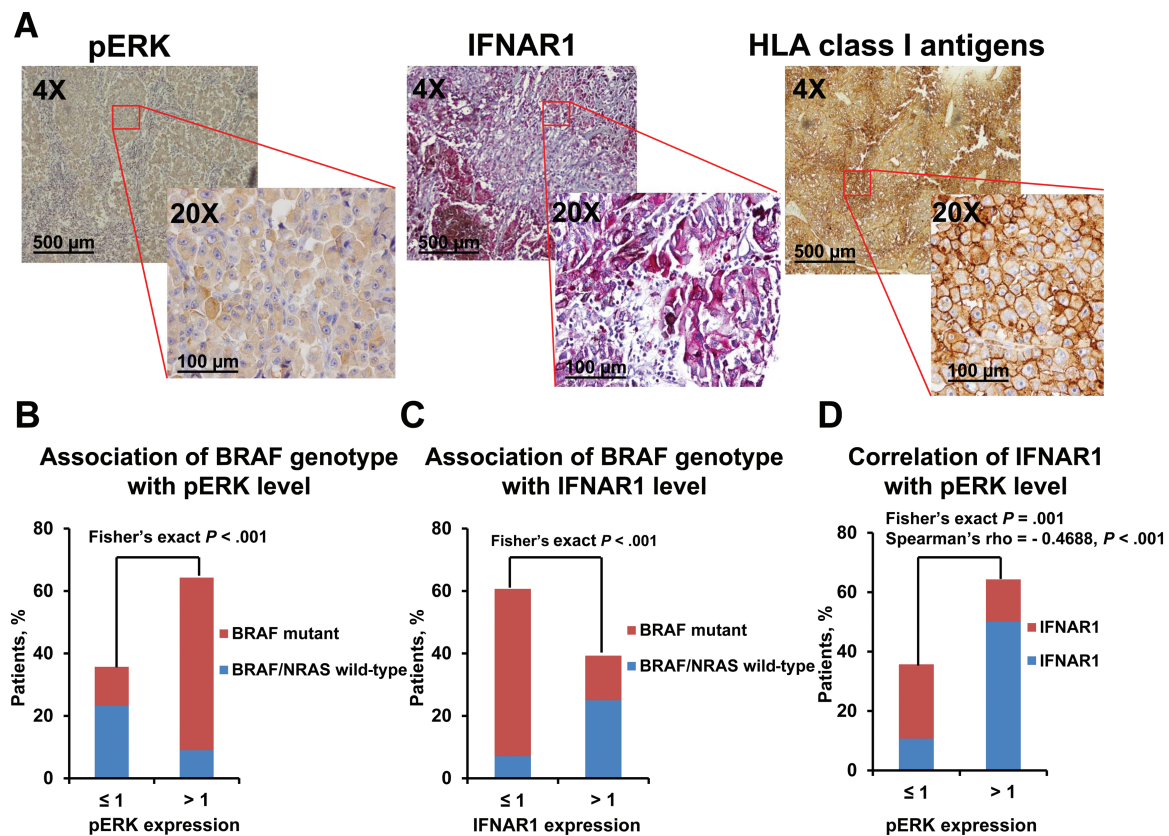 A
pERK
IFNAR1
HLA class I antigens
4X
500 µm
20X
100 µm
4X
500 µm
20X
100 µm
4X
500 µm
20X
100 µm
B
Association of BRAF genotype
with pERK level
Fisher's exact P < .001
Patients, %
80
60
40
20
0
BRAF mutant
BRAF/NRAS wild-type
≤ 1
> 1
pERK expression
C
Association of BRAF genotype
with IFNAR1 level
Fisher's exact P < .001
Patients, %
80
60
40
20
0
BRAF mutant
BRAF/NRAS wild-type
≤ 1
> 1
IFNAR1 expression
D
Correlation of IFNAR1
with pERK level
Fisher's exact P = .001
Spearman's rho = - 0.4688, P < .001
Patients, %
80
60
40
20
0
IFNAR1
IFNAR1
≤ 1
> 1
pERK expression